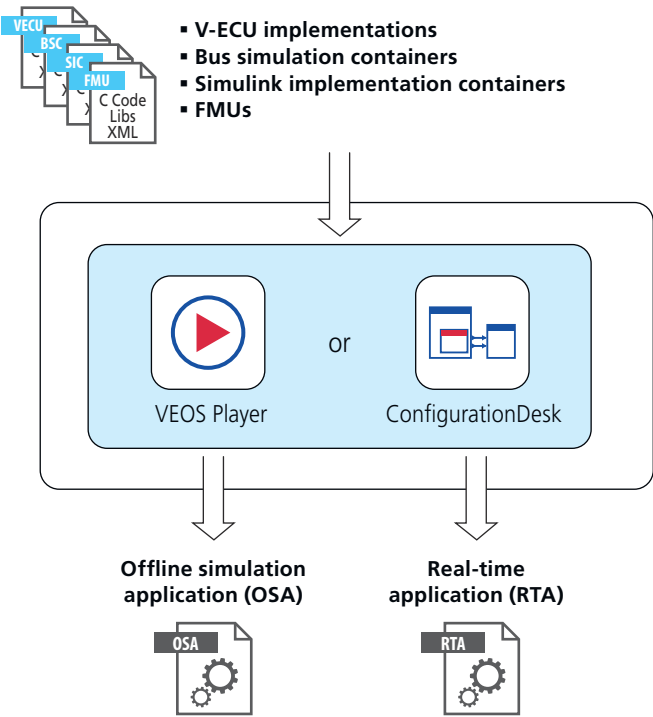 VECU
BSC
SIC
FMU
C Code
Libs
XML
▪ V-ECU implementations
▪ Bus simulation containers
▪ Simulink implementation containers
▪ FMUs
or
VEOS Player
ConfigurationDesk
Offline simulation
application (OSA)
Real-time
application (RTA)
OSA
RTA